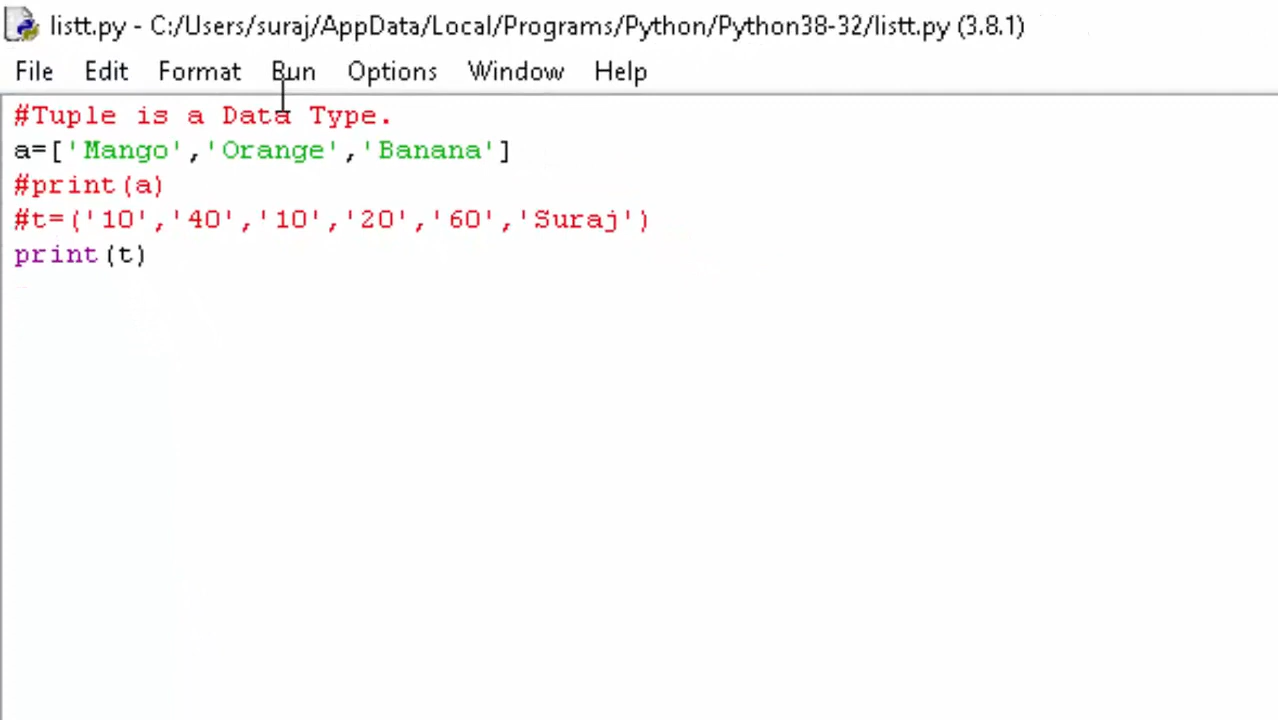 listt.py - C:/Users/suraj/AppData/Local/Programs/Python/Python38-32/listt.py (3.8.1)
File Edit Format Run Options Window Help
#Tuple is a Data Type.
a=['Mango','Orange','Banana']
#print(a)
#t=('10','40','10','20','60','Suraj')
print(t)